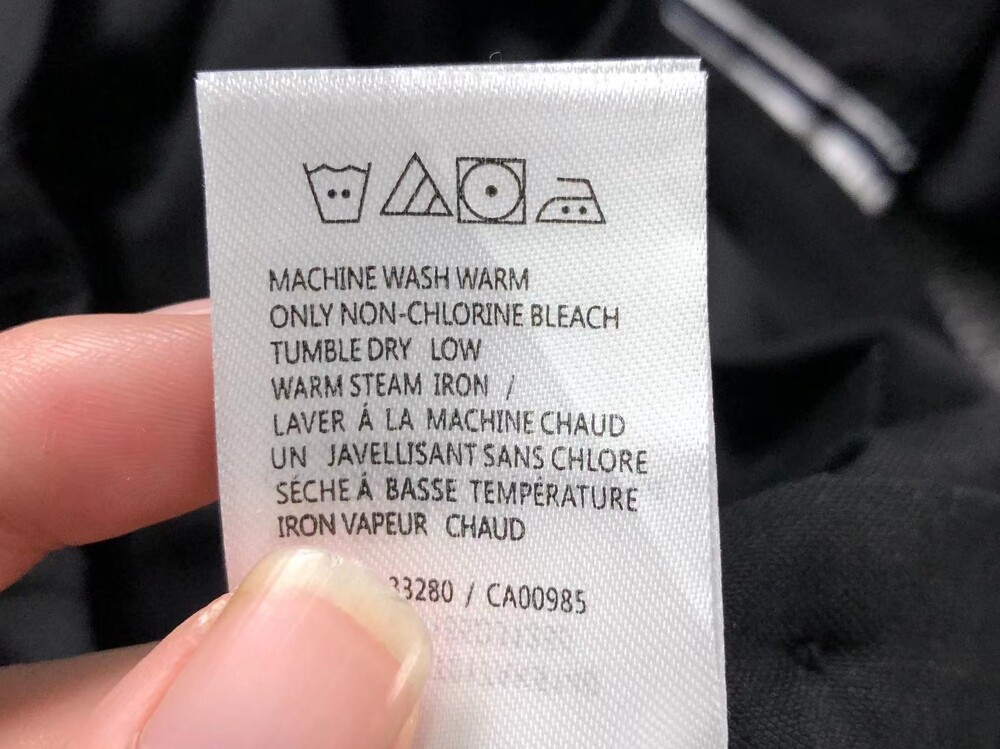 MACHINE WASH WARM
ONLY NON-CHLORINE BLEACH
TUMBLE DRY LOW
WARM STEAM IRON /
LAVER Á LA MACHINE CHAUD
UN JAVELLISANT SANS CHLORE
SÉCHE Á BASSE TEMPÉRATURE
IRON VAPEUR CHAUD
33280 / CA00985